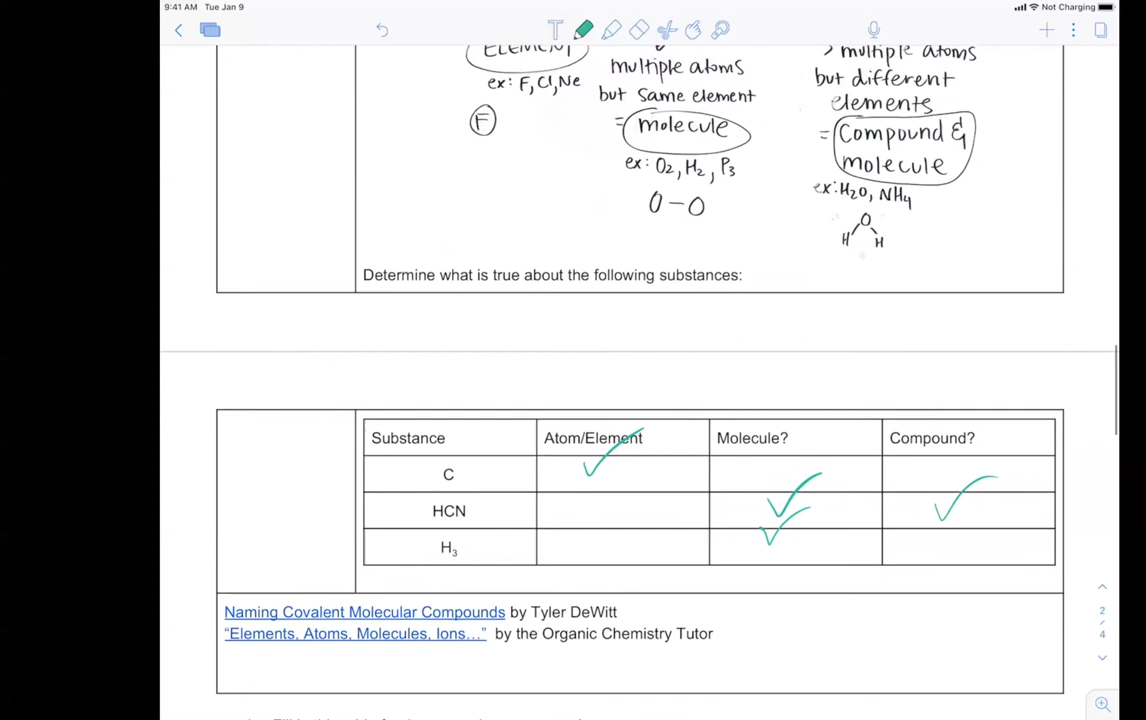 9:41 AM Tue Jan 9
Not Charging
ELEMENT
ex: F, Cl, Ne
F
multiple atoms
but same element
= molecule
ex: O2, H2, P3
O-O
> multiple atoms
but different
elements
= Compound &
molecule
ex: H2O, NH4
O
H H
Determine what is true about the following substances:
Substance Atom/Element Molecule? Compound?
C
HCN
H₃
Naming Covalent Molecular Compounds by Tyler DeWitt
“Elements, Atoms, Molecules, Ions…” by the Organic Chemistry Tutor
2
/
4